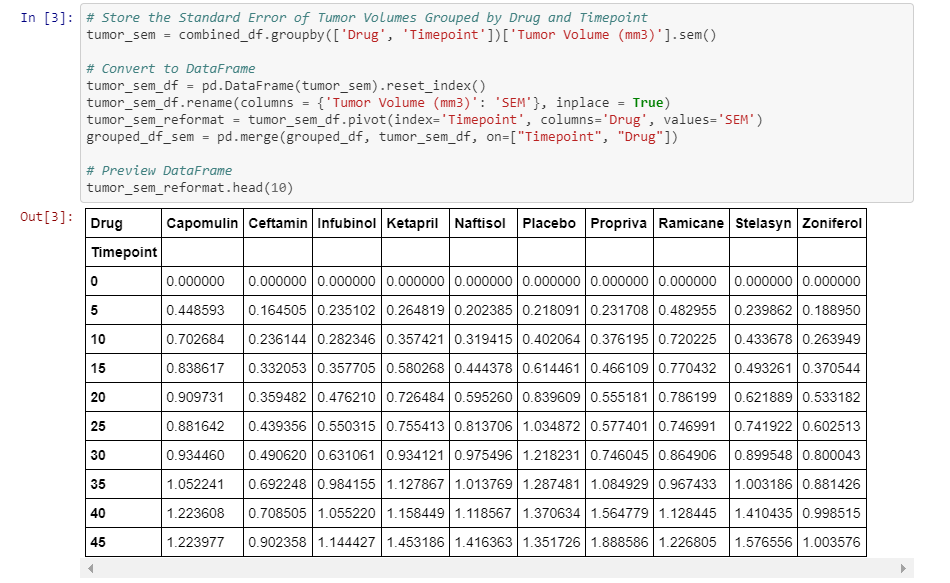 In [3]: # Store the Standard Error of Tumor Volumes Grouped by Drug and Timepoint
tumor_sem = combined_df.groupby(['Drug', 'Timepoint'])['Tumor Volume (mm3)'].sem()
# Convert to DataFrame
tumor_sem_df = pd.DataFrame(tumor_sem).reset_index()
tumor_sem_df.rename(columns = {'Tumor Volume (mm3)': 'SEM'}, inplace = True)
tumor_sem_reformat = tumor_sem_df.pivot(index='Timepoint', columns='Drug', values='SEM')
grouped_df_sem = pd.merge(grouped_df, tumor_sem_df, on=["Timepoint", "Drug"])
# Preview DataFrame
tumor_sem_reformat.head(10)
Out[3]: Drug Capomulin Ceftamin Infubinol Ketapril Naftisol Placebo Propriva Ramicane Stelasyn Zoniferol
Timepoint
0 0.000000 0.000000 0.000000 0.000000 0.000000 0.000000 0.000000 0.000000 0.000000 0.000000
5 0.448593 0.164505 0.235102 0.264819 0.202385 0.218091 0.231708 0.482955 0.239862 0.188950
10 0.702684 0.236144 0.282346 0.357421 0.319415 0.402064 0.376195 0.720225 0.433678 0.263949
15 0.838617 0.332053 0.357705 0.580268 0.444378 0.614461 0.466109 0.770432 0.493261 0.370544
20 0.909731 0.359482 0.476210 0.726484 0.595260 0.839609 0.555181 0.786199 0.621889 0.533182
25 0.881642 0.439356 0.550315 0.755413 0.813706 1.034872 0.577401 0.746991 0.741922 0.602513
30 0.934460 0.490620 0.631061 0.934121 0.975496 1.218231 0.746045 0.864906 0.899548 0.800043
35 1.052241 0.692248 0.984155 1.127867 1.013769 1.287481 1.084929 0.967433 1.003186 0.881426
40 1.223608 0.708505 1.055220 1.158449 1.118567 1.370634 1.564779 1.128445 1.410435 0.998515
45 1.223977 0.902358 1.144427 1.453186 1.416363 1.351726 1.888586 1.226805 1.576556 1.003576